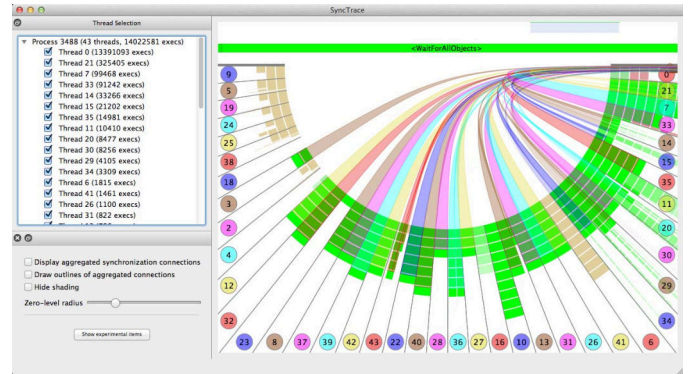 SyncTrace
Thread Selection
Process 3488 (43 threads, 14022581 execs)
Thread 0 (13391093 execs)
Thread 21 (325405 execs)
Thread 7 (99468 execs)
Thread 33 (91242 execs)
Thread 14 (33266 execs)
Thread 15 (21202 execs)
Thread 35 (14981 execs)
Thread 11 (10410 execs)
Thread 20 (8477 execs)
Thread 30 (8256 execs)
Thread 29 (4105 execs)
Thread 34 (3309 execs)
Thread 6 (1815 execs)
Thread 41 (1461 execs)
Thread 26 (1100 execs)
Thread 31 (822 execs)
Display aggregated synchronization connections
Draw outlines of aggregated connections
Hide shading
Zero-level radius
Show experimental items
<WaitForAllObjects>
9
5
19
24
25
38
18
3
2
4
12
32
23 8 37 39 42 43 22 40 28 36 27 16 10 13 31 26 41 6
0
21
7
33
14
15
35
11
20
30
29
34